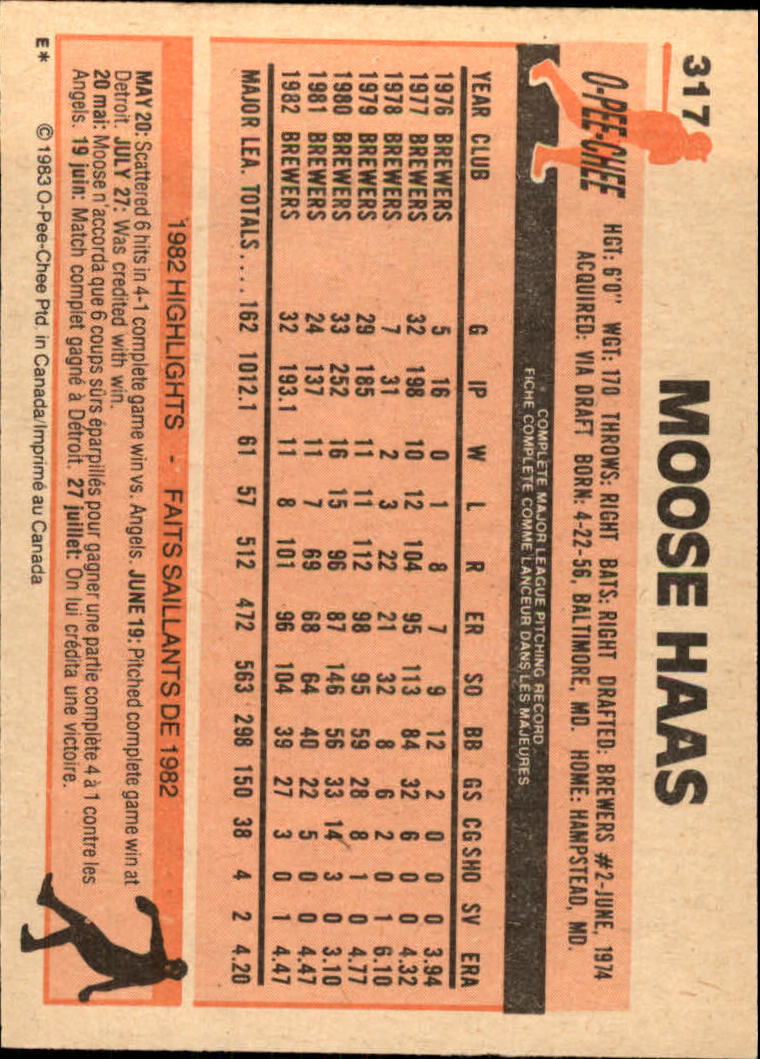 317
MOOSE HAAS
O-PEE-CHEE
HGT: 6'0" WGT: 170 THROWS: RIGHT BATS: RIGHT DRAFTED: BREWERS #2-JUNE, 1974
ACQUIRED: VIA DRAFT BORN: 4-22-56, BALTIMORE, MD. HOME: HAMPSTEAD, MD.
COMPLETE MAJOR LEAGUE PITCHING RECORD
FICHE COMPLÈTE COMME LANCEUR DANS LES MAJEURES
YEAR CLUB G IP W L R ER SO BB GS CG SHO SV ERA
1976 BREWERS 5 16 0 1 8 7 9 12 2 0 0 0 3.94
1977 BREWERS 32 198 10 12 104 95 113 84 32 6 0 0 4.32
1978 BREWERS 7 31 2 3 22 21 32 8 6 2 0 1 6.10
1979 BREWERS 29 185 11 11 112 98 95 59 28 8 1 0 4.77
1980 BREWERS 33 252 16 15 96 87 146 56 33 14 3 0 3.10
1981 BREWERS 24 137 11 7 69 68 64 40 22 5 0 0 4.47
1982 BREWERS 32 193.1 11 8 101 96 104 39 27 3 0 1 4.47
MAJOR LEA. TOTALS.... 162 1012.1 61 57 512 472 563 298 150 38 4 2 4.20
1982 HIGHLIGHTS - FAITS SAILLANTS DE 1982
MAY 20: Scattered 6 hits in 4-1 complete game win vs. Angels. JUNE 19: Pitched complete game win at
Detroit. JULY 27: Was credited with win.
20 mai: Moose n'accorda que 6 coups sûrs éparpillés pour gagner une partie complète 4 à 1 contre les
Angels. 19 juin: Match complet gagné à Détroit. 27 juillet: On lui crédita une victoire.
E* © 1983 O-Pee-Chee Ptd. in Canada/Imprimé au Canada